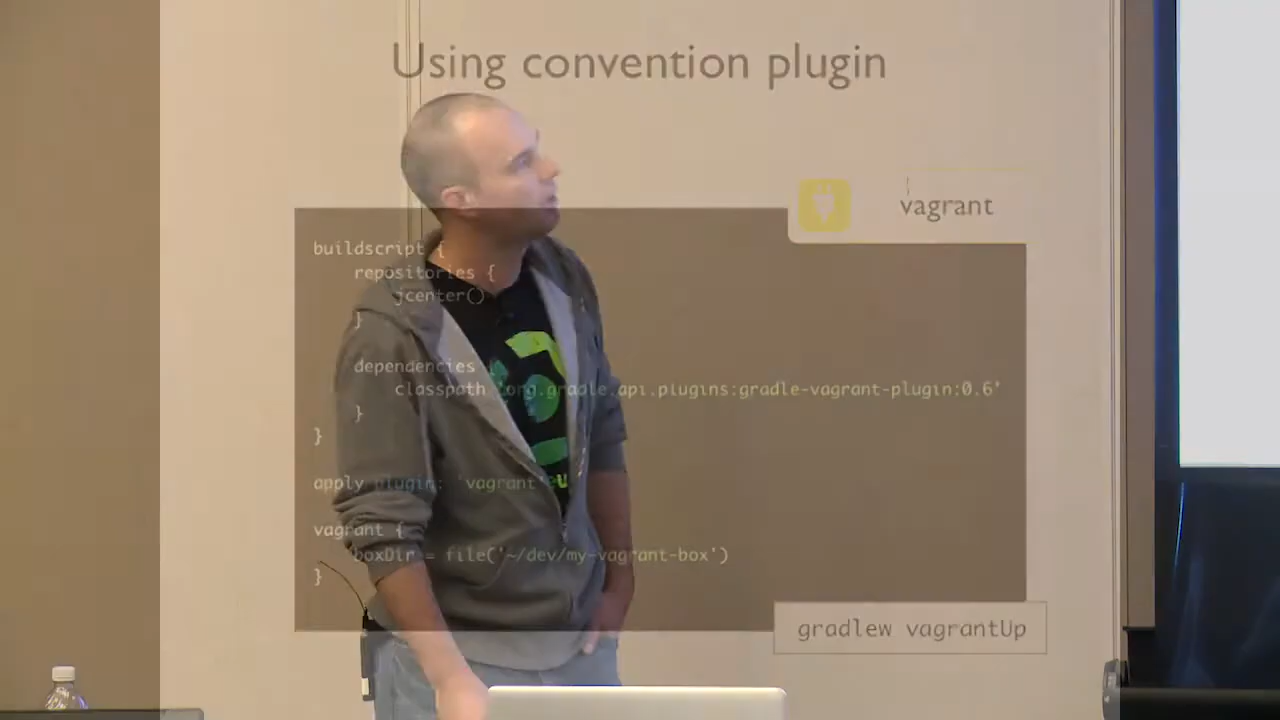 Using convention plugin
vagrant
buildscript {
    repositories {
        jcenter()
    }
    dependencies
        classpath 'org.gradle.api.plugins:gradle-vagrant-plugin:0.6'
    }
}
apply plugin: 'vagrant'
vagrant {
    boxDir = file('~/dev/my-vagrant-box')
}
gradlew vagrantUp